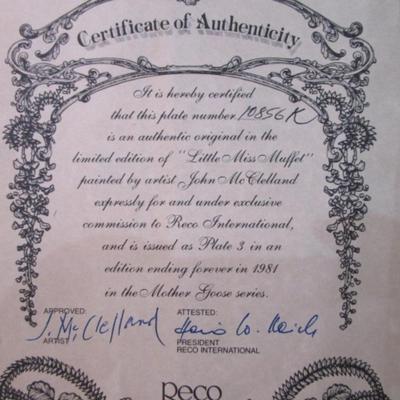 Certificate of Authenticity
It is hereby certified
that this plate number 10856K
is an authentic original in the
limited edition of "Little Miss Muffet"
painted by artist John McClelland
expressly for and under exclusive
commission to Reco International,
and is issued as Plate 3 in an
edition ending forever in 1981
in the Mother Goose series.
APPROVED: ATTESTED:
J. McClelland
ARTIST PRESIDENT
RECO INTERNATIONAL
Reco